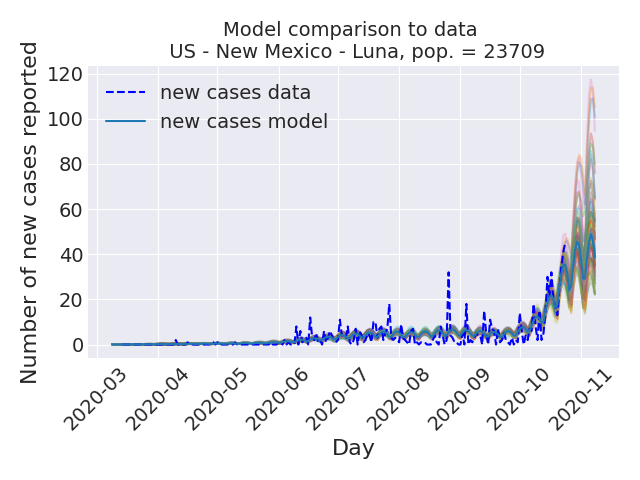 Model comparison to data
US - New Mexico - Luna, pop. = 23709
Number of new cases reported
120
100
80
60
40
20
0
new cases data
new cases model
2020-03
2020-04
2020-05
2020-06
2020-07
2020-08
2020-09
2020-10
2020-11
Day